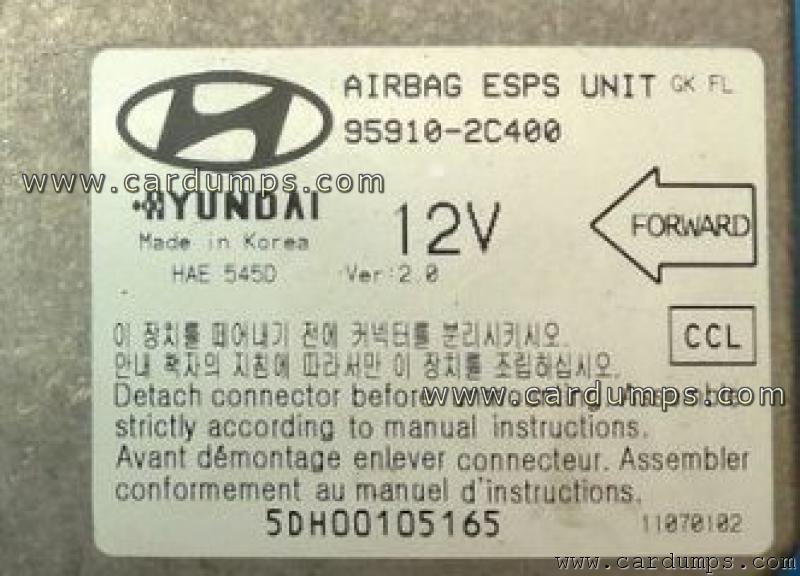 AIRBAG ESPS UNIT GK FL
95910-2C400
www.cardumps.com
HYUNDAI
12V
FORWARD
Made in Korea
HAE 545D Ver:2.0
CCL
이 장치를 떼어내기 전에 커넥터를 분리시키시오.
안내 책자의 지침에 따라서만 이 장치를 조립하십시오.
Detach connector before
www.cardumps.com
strictly according to manual instructions.
Avant démontage enlever connecteur. Assembler
conformement au manuel d'instructions.
5DH00105165 11070102
www.cardumps.com